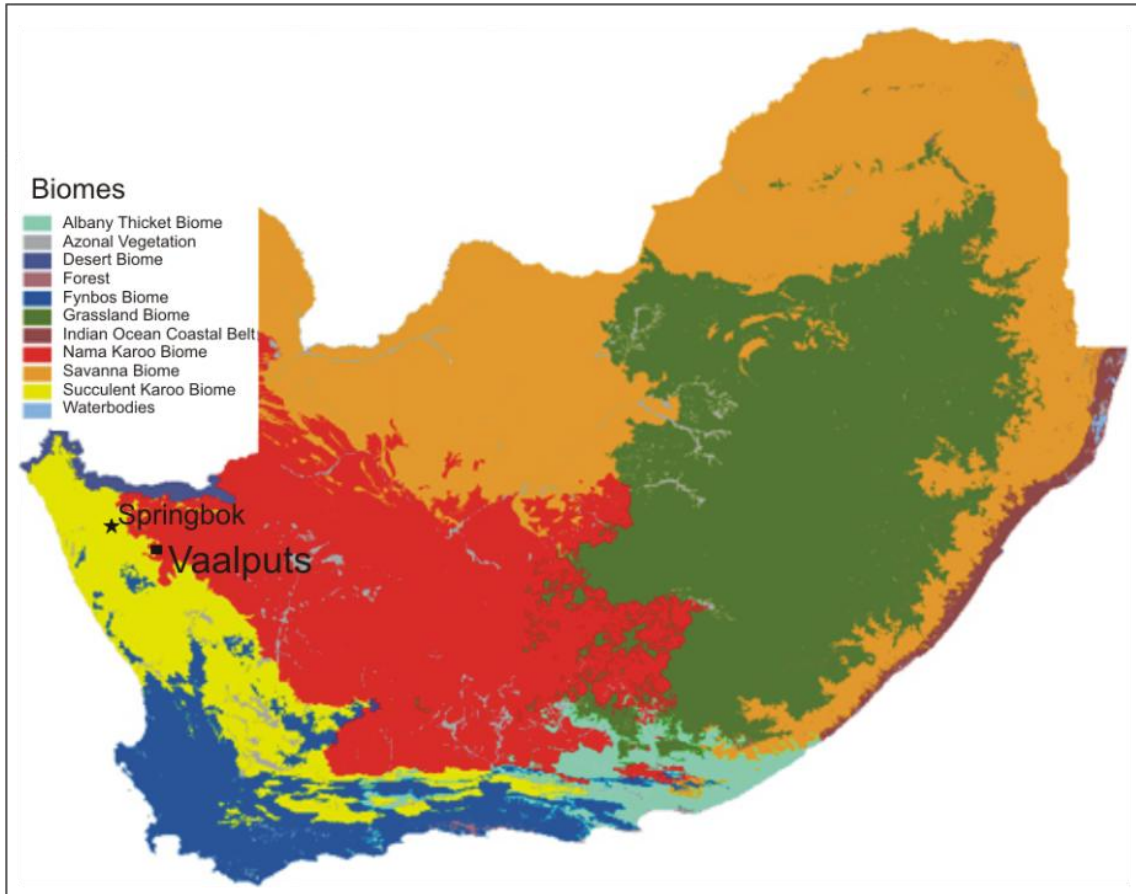 Biomes
Albany Thicket Biome
Azonal Vegetation
Desert Biome
Forest
Fynbos Biome
Grassland Biome
Indian Ocean Coastal Belt
Nama Karoo Biome
Savanna Biome
Succulent Karoo Biome
Waterbodies
Springbok
Vaalputs